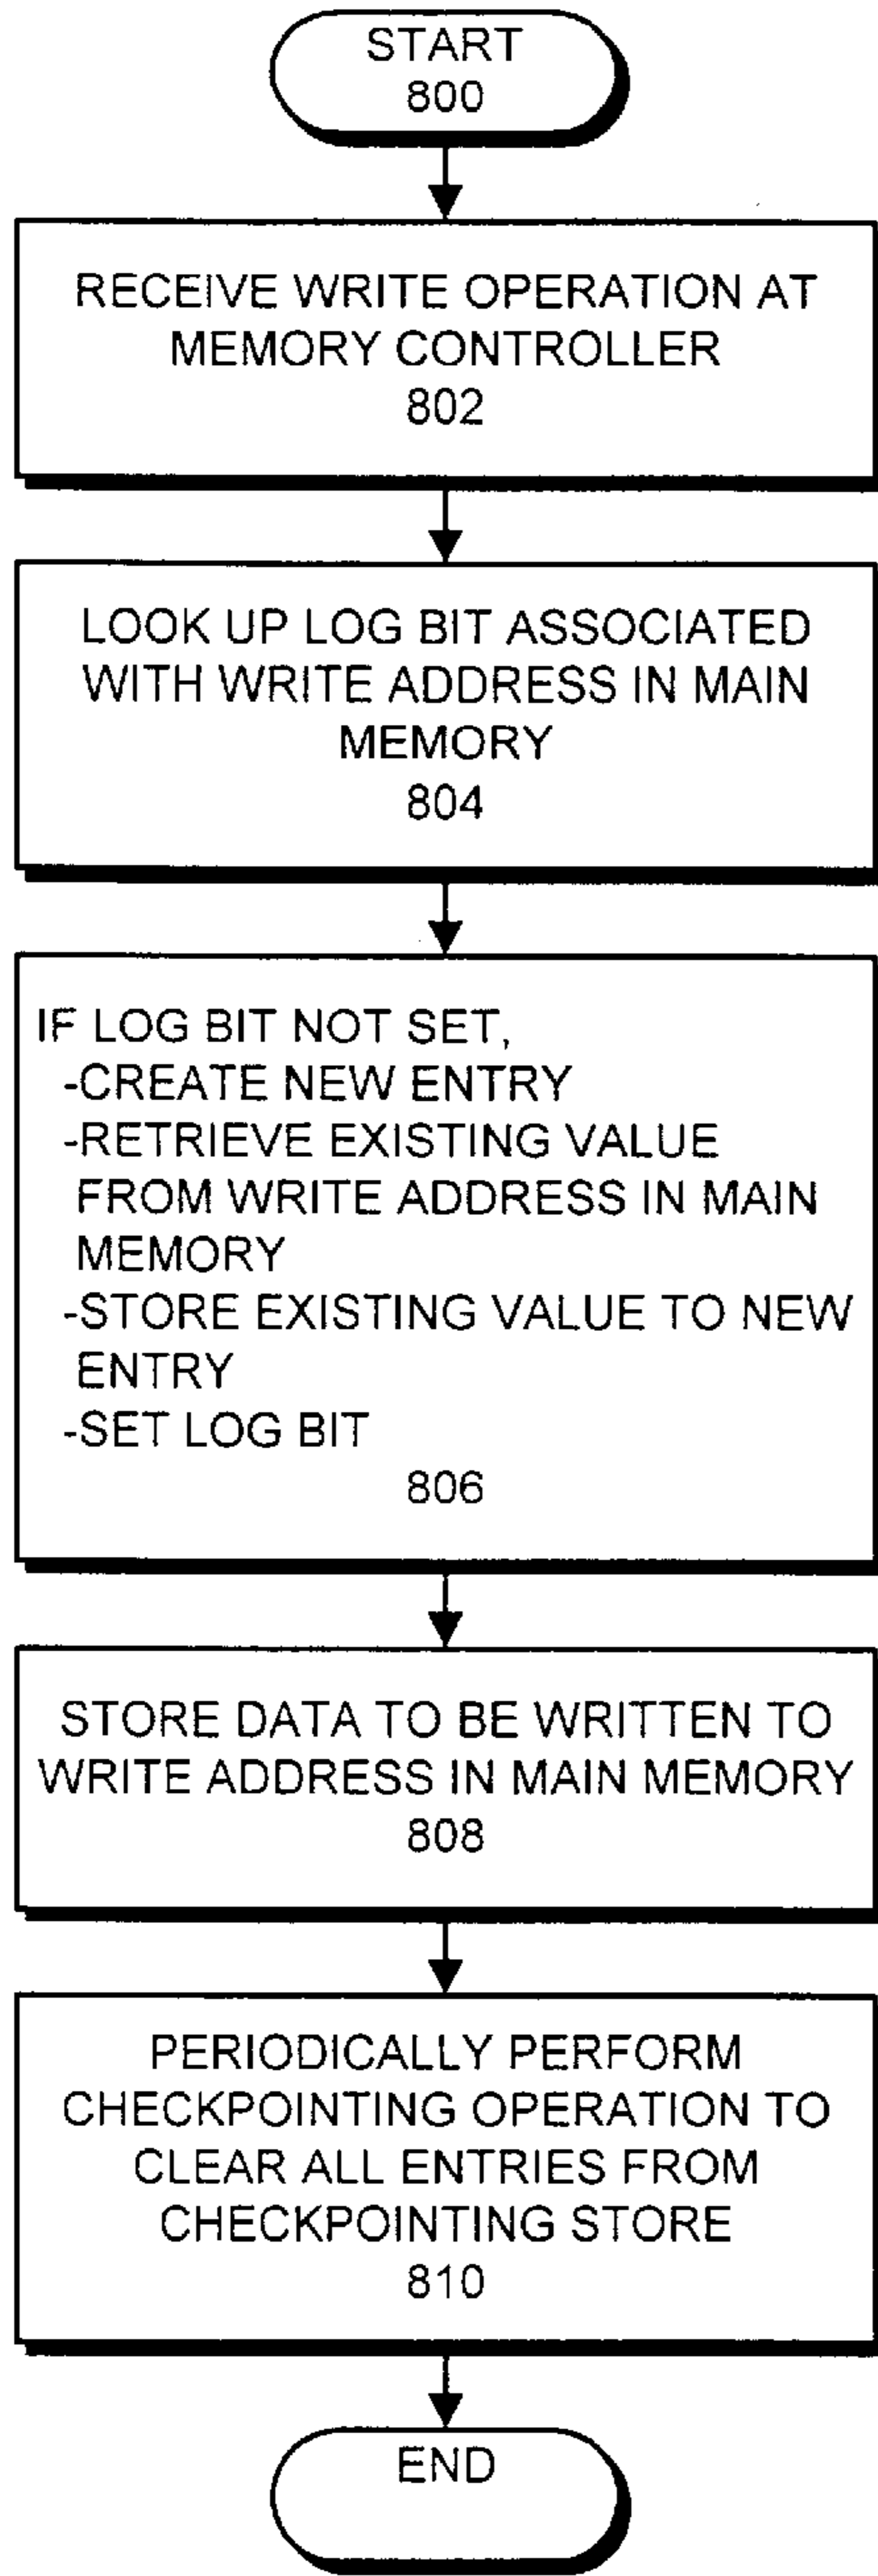 START
800
RECEIVE WRITE OPERATION AT
MEMORY CONTROLLER
802
LOOK UP LOG BIT ASSOCIATED
WITH WRITE ADDRESS IN MAIN
MEMORY
804
IF LOG BIT NOT SET,
-CREATE NEW ENTRY
-RETRIEVE EXISTING VALUE
FROM WRITE ADDRESS IN MAIN
MEMORY
-STORE EXISTING VALUE TO NEW
ENTRY
-SET LOG BIT
806
STORE DATA TO BE WRITTEN TO
WRITE ADDRESS IN MAIN MEMORY
808
PERIODICALLY PERFORM
CHECKPOINTING OPERATION TO
CLEAR ALL ENTRIES FROM
CHECKPOINTING STORE
810
END